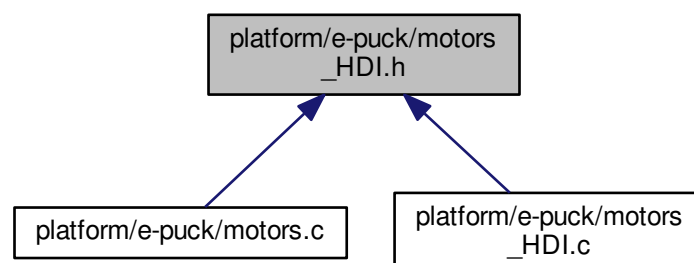 platform/e-puck/motors
_HDI.h
platform/e-puck/motors.c
platform/e-puck/motors
_HDI.c